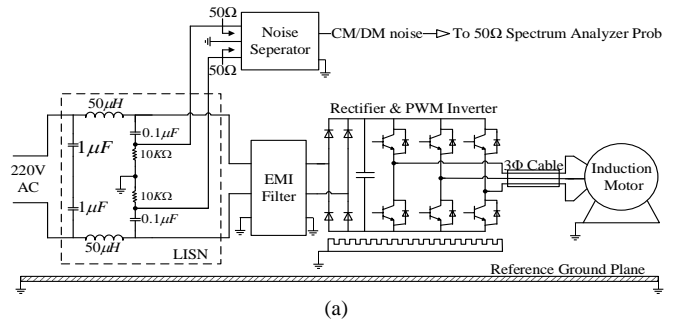 50Ω
Noise
Seperator
CM/DM noise
To 50Ω Spectrum Analyzer Prob
50Ω
50μH
Rectifier & PWM Inverter
0.1μF
1μF
10KΩ
3Φ Cable
220V
AC
EMI
Filter
Induction
Motor
10KΩ
1μF
0.1μF
50μH
LISN
Reference Ground Plane
(a)